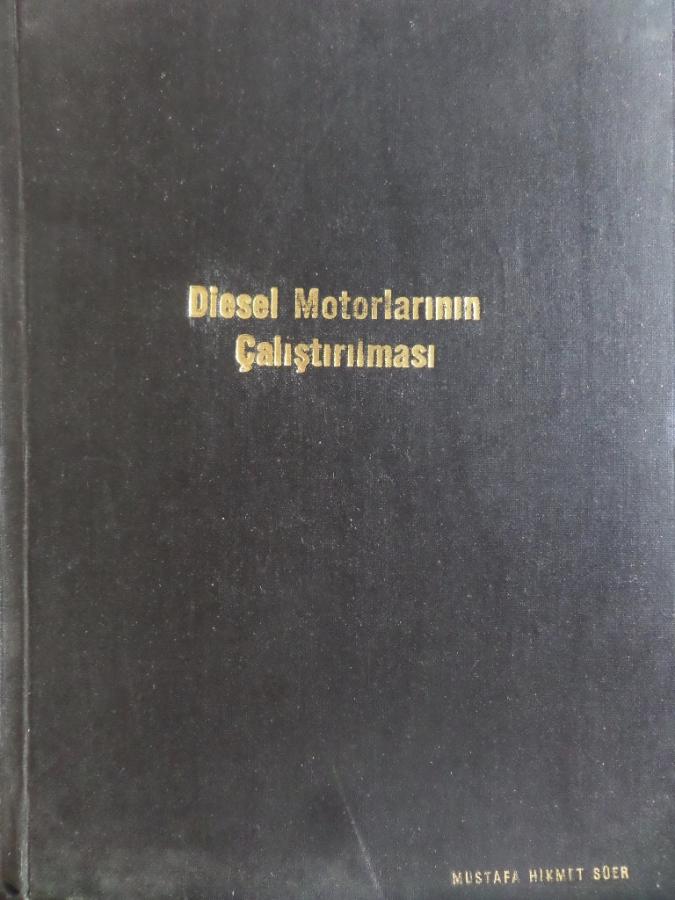 Diesel Motorlarının
Çalıştırılması
MUSTAFA HİKMET SÜER